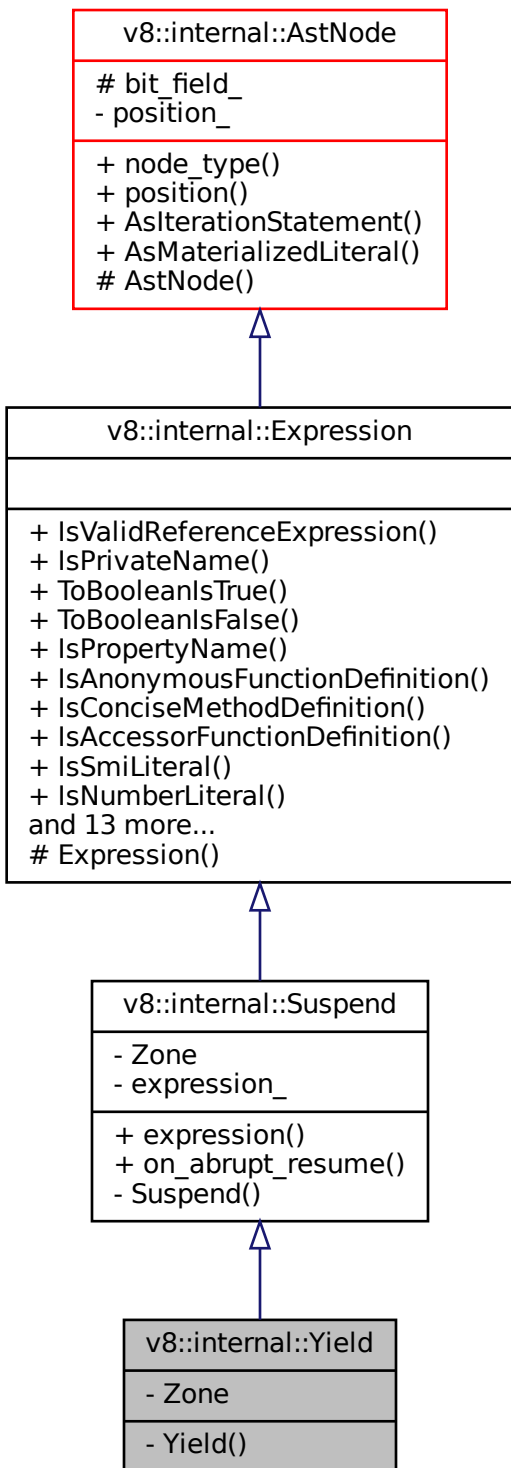 v8::internal::AstNode
# bit_field_
- position_
+ node_type()
+ position()
+ AsIterationStatement()
+ AsMaterializedLiteral()
# AstNode()
v8::internal::Expression
+ IsValidReferenceExpression()
+ IsPrivateName()
+ ToBooleanIsTrue()
+ ToBooleanIsFalse()
+ IsPropertyName()
+ IsAnonymousFunctionDefinition()
+ IsConciseMethodDefinition()
+ IsAccessorFunctionDefinition()
+ IsSmiLiteral()
+ IsNumberLiteral()
and 13 more...
# Expression()
v8::internal::Suspend
- Zone
- expression_
+ expression()
+ on_abrupt_resume()
- Suspend()
v8::internal::Yield
- Zone
- Yield()